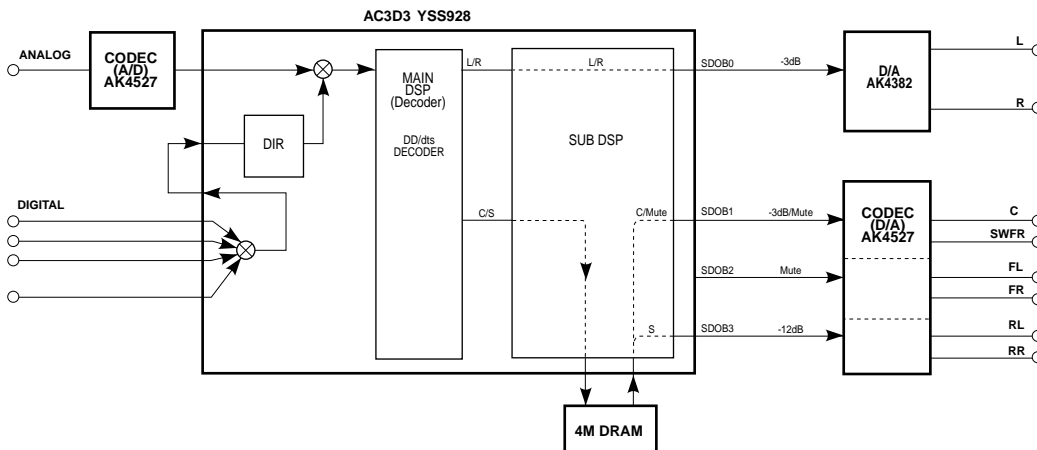 AC3D3 YSS928
ANALOG
CODEC
(A/D)
AK4527
MAIN
DSP
(Decoder)
DD/dts
DECODER
L/R
L/R
SDOB0
-3dB
D/A
AK4382
L
R
DIR
SUB DSP
DIGITAL
C/S
C/Mute
SDOB1
-3dB/Mute
CODEC
(D/A)
AK4527
C
SWFR
SDOB2
Mute
FL
FR
S
SDOB3
-12dB
RL
RR
4M DRAM